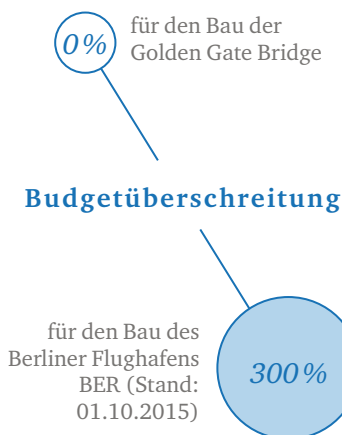 0 %
für den Bau der
Golden Gate Bridge
Budgetüberschreitung
für den Bau des
Berliner Flughafens
BER (Stand:
01.10.2015)
300 %